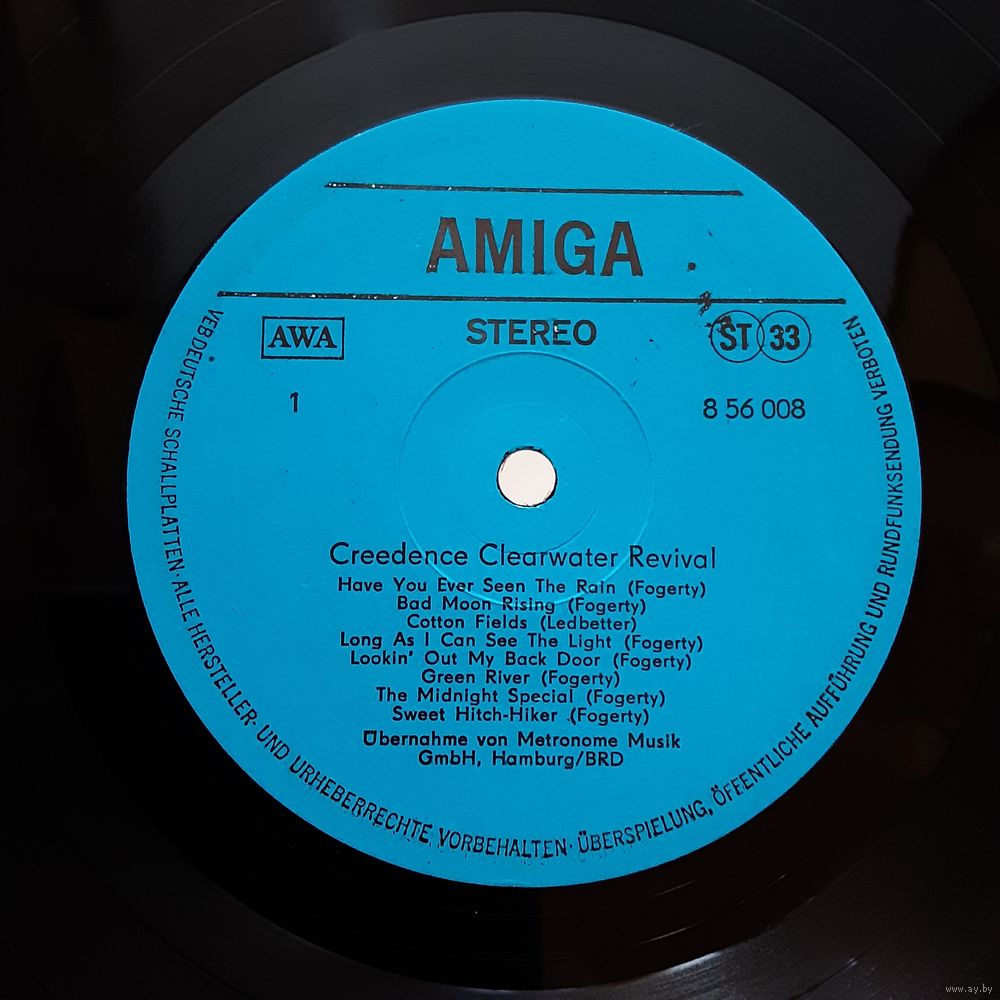 AMIGA
AWA
STEREO
ST 33
1
8 56 008
Creedence Clearwater Revival
Have You Ever Seen The Rain (Fogerty)
Bad Moon Rising (Fogerty)
Cotton Fields (Ledbetter)
Long As I Can See The Light (Fogerty)
Lookin' Out My Back Door (Fogerty)
Green River (Fogerty)
The Midnight Special (Fogerty)
Sweet Hitch-Hiker (Fogerty)
Übernahme von Metronome Musik
GmbH, Hamburg/BRD
VEB DEUTSCHE SCHALLPLATTEN · ALLE HERSTELLER- UND URHEBERRECHTE VORBEHALTEN · ÜBERSPIELUNG, ÖFFENTLICHE AUFFÜHRUNG UND RUNDFUNKSENDUNG VERBOTEN
www.ay.by